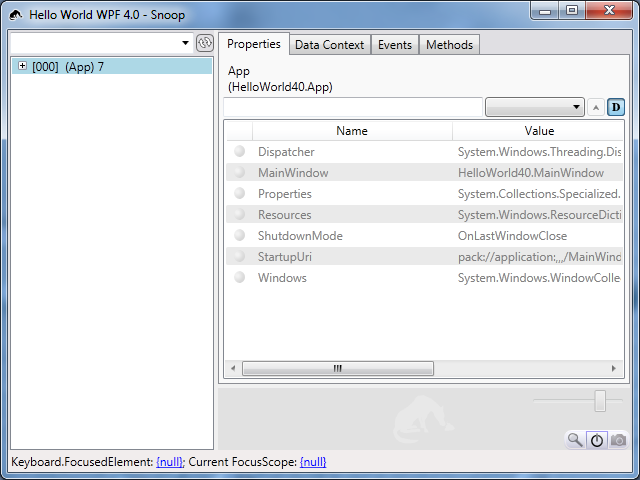 Hello World WPF 4.0 - Snoop
[000] (App) 7
Properties Data Context Events Methods
App
(HelloWorld40.App)
D
Name Value
Dispatcher System.Windows.Threading.Dis
MainWindow HelloWorld40.MainWindow
Properties System.Collections.Specialized.
Resources System.Windows.ResourceDicti
ShutdownMode OnLastWindowClose
StartupUri pack://application:,,,/MainWind
Windows System.Windows.WindowColle
Keyboard.FocusedElement: {null}; Current FocusScope: {null}